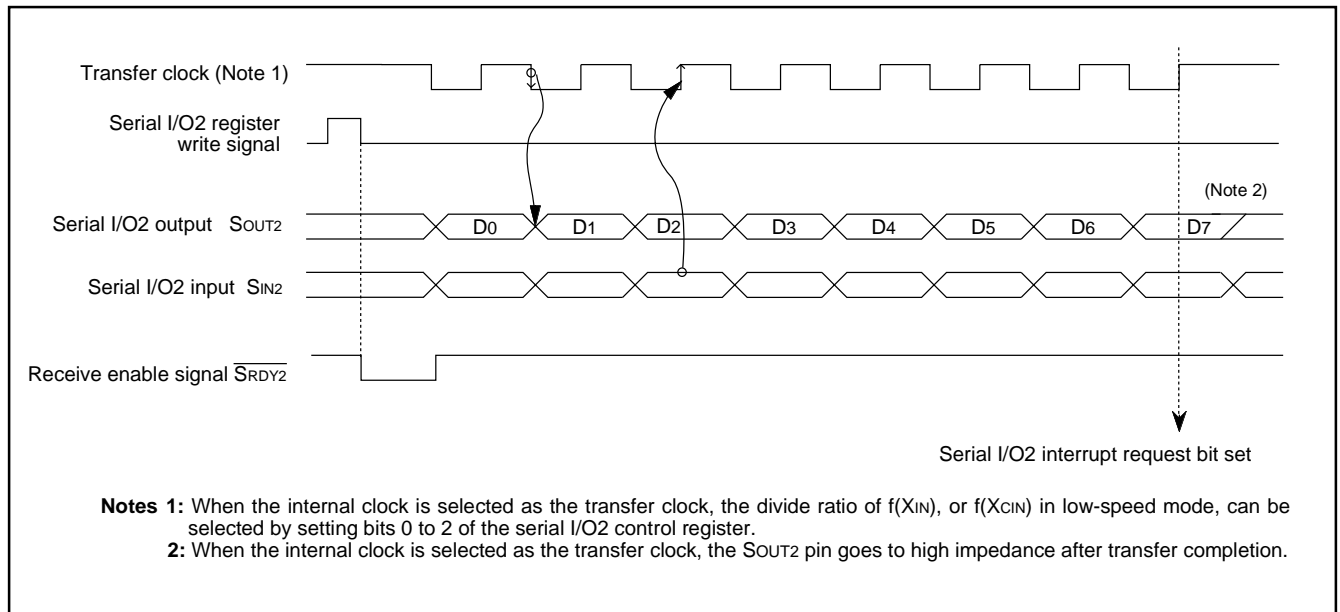 Transfer clock (Note 1)
Serial I/O2 register
write signal
(Note 2)
Serial I/O2 output SOUT2
D0 D1 D2 D3 D4 D5 D6 D7
Serial I/O2 input SIN2
Receive enable signal SRDY2
Serial I/O2 interrupt request bit set
Notes 1: When the internal clock is selected as the transfer clock, the divide ratio of f(XIN), or f(XCIN) in low-speed mode, can be
selected by setting bits 0 to 2 of the serial I/O2 control register.
2: When the internal clock is selected as the transfer clock, the SOUT2 pin goes to high impedance after transfer completion.